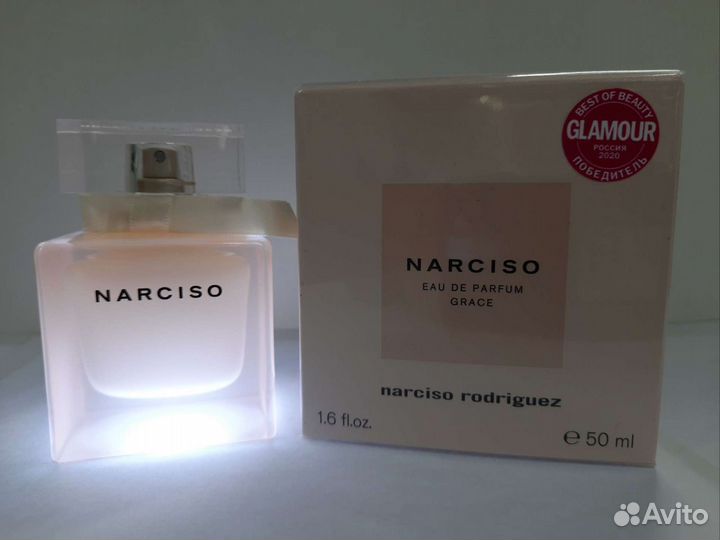 NARCISO
BEST OF BEAUTY
GLAMOUR
РОССИЯ
2020
ПОБЕДИТЕЛЬ
NARCISO
EAU DE PARFUM
GRACE
narciso rodriguez
1.6 fl.oz.
e 50 ml
Avito